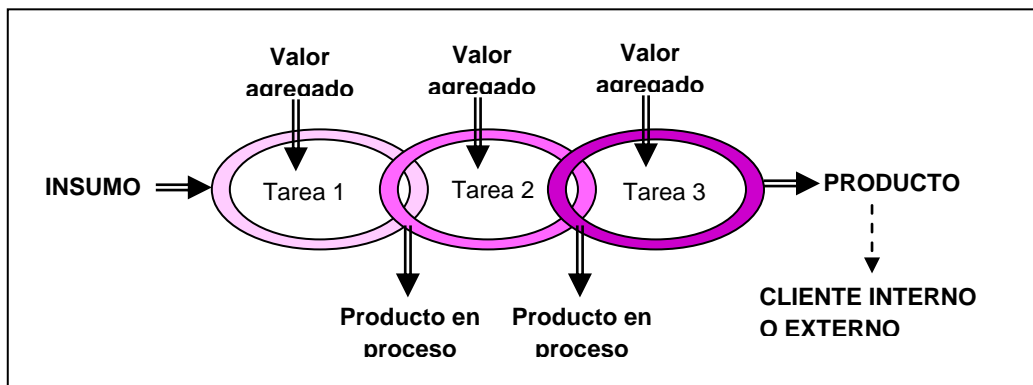 Valor
agregado
Valor
agregado
Valor
agregado
INSUMO
Tarea 1
Tarea 2
Tarea 3
PRODUCTO
Producto en
proceso
Producto en
proceso
CLIENTE INTERNO
O EXTERNO